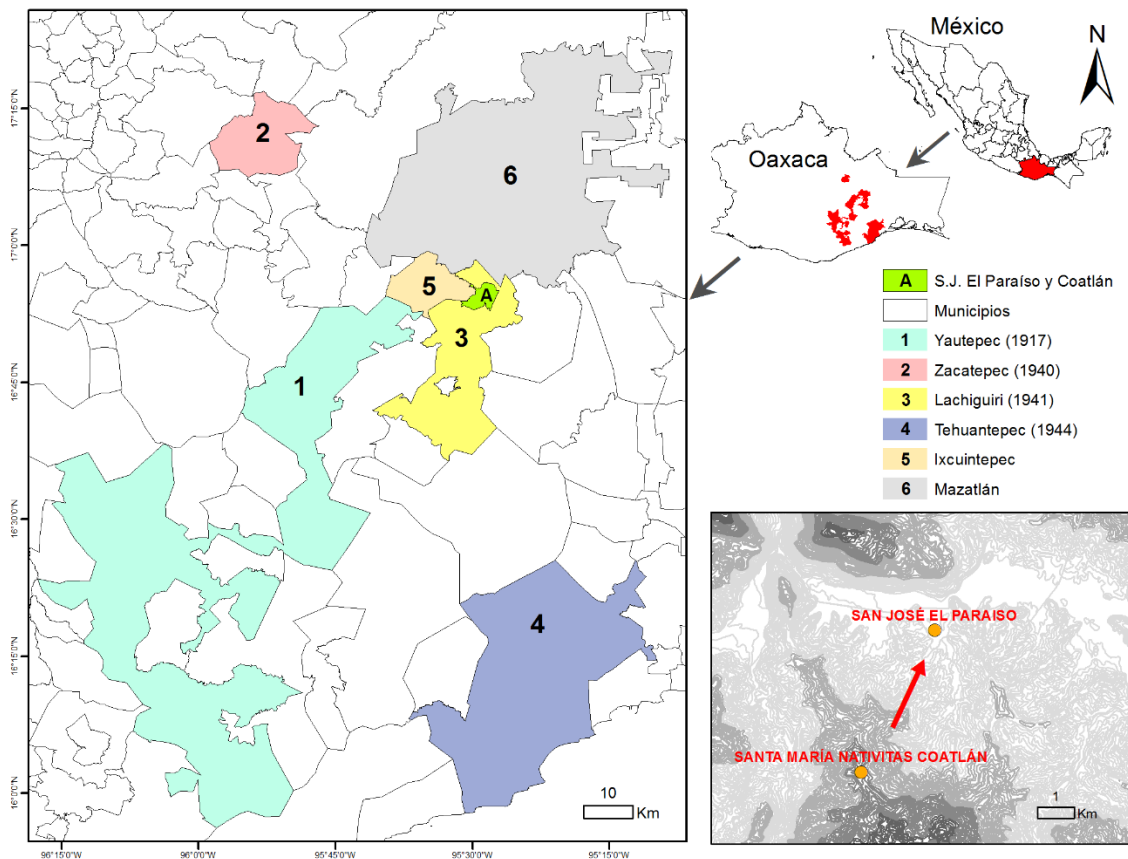 17°15'0"N
17°0'0"N
16°45'0"N
16°30'0"N
16°15'0"N
16°0'0"N
96°15'0"W
96°0'0"W
95°45'0"W
95°30'0"W
95°15'0"W
2
6
5
A
3
1
4
10
Km
México
N
Oaxaca
A S.J. El Paraíso y Coatlán
Municipios
1 Yautepec (1917)
2 Zacatepec (1940)
3 Lachiguiri (1941)
4 Tehuantepec (1944)
5 Ixcuintepec
6 Mazatlán
SAN JOSÉ EL PARAISO
SANTA MARÍA NATIVITAS COATLÁN
1
Km